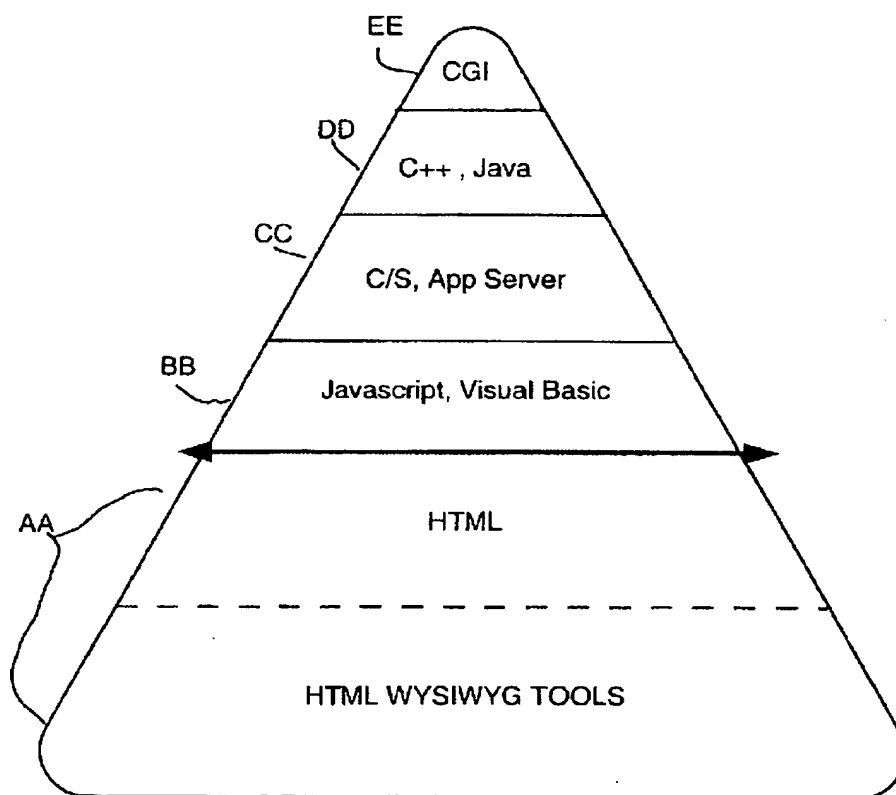 EE
CGI
DD
C++ , Java
CC
C/S, App Server
BB
Javascript, Visual Basic
AA
HTML
HTML WYSIWYG TOOLS